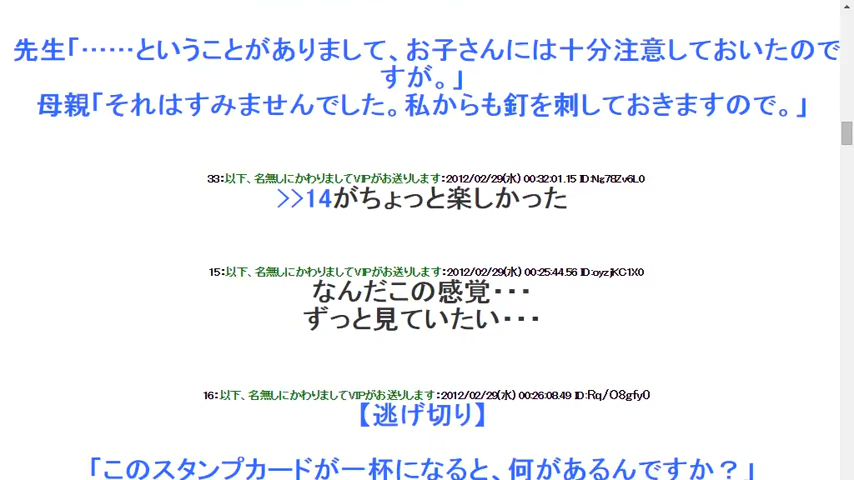 先生「……ということがありまして、お子さんには十分注意しておいたので
すが。」
母親「それはすみませんでした。私からも釘を刺しておきますので。」
33：以下、名無しにかわりましてVIPがお送りします：2012/02/29(水) 00:32:01.15 ID:Ng78Zv6L0
>>14がちょっと楽しかった
15：以下、名無しにかわりましてVIPがお送りします：2012/02/29(水) 00:25:44.56 ID:oyzjKC1X0
なんだこの感覚・・・
ずっと見ていたい・・・
16：以下、名無しにかわりましてVIPがお送りします：2012/02/29(水) 00:26:08.49 ID:Rq/O8gfy0
【逃げ切り】
「このスタンプカードが一杯になると、何があるんですか？」